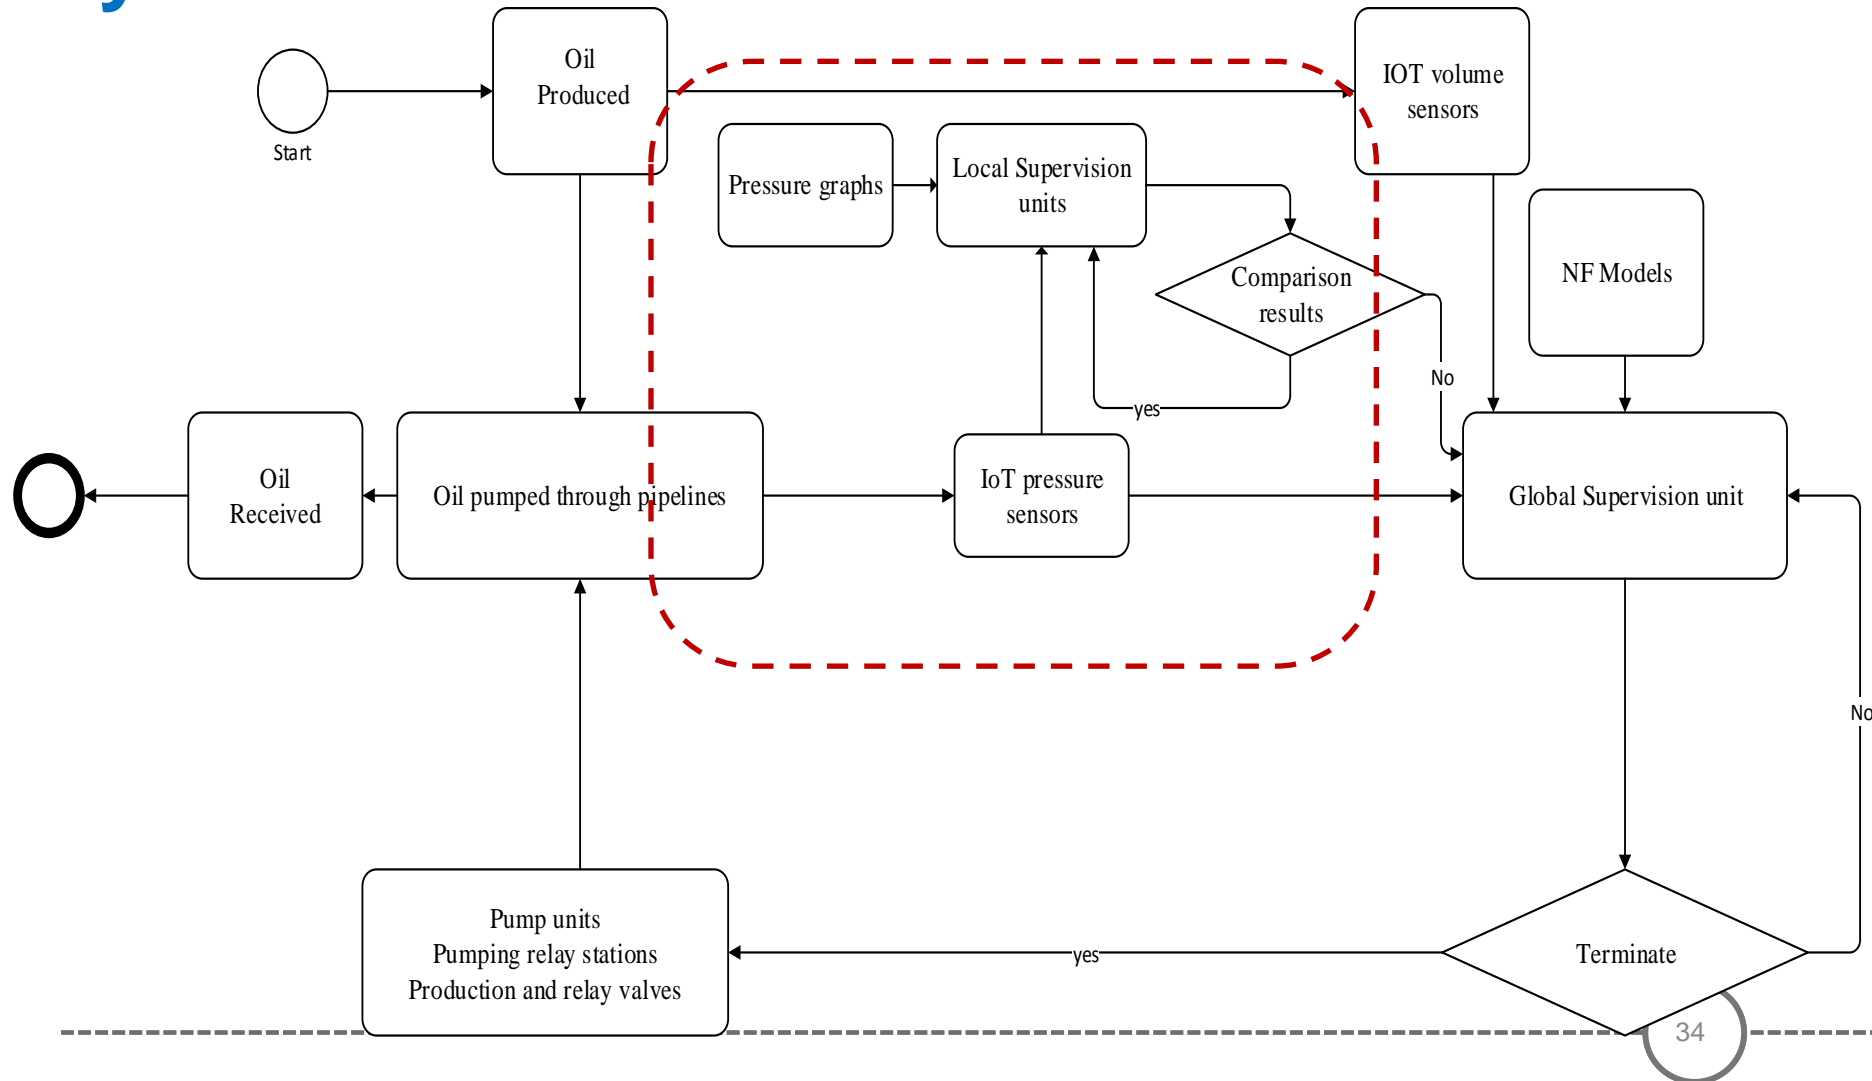 Start
Oil
Produced
IOT volume
sensors
Pressure graphs
Local Supervision
units
Comparison
results
NF Models
No
yes
Oil
Received
Oil pumped through pipelines
IoT pressure
sensors
Global Supervision unit
No
Pump units
Pumping relay stations
Production and relay valves
yes
Terminate
34